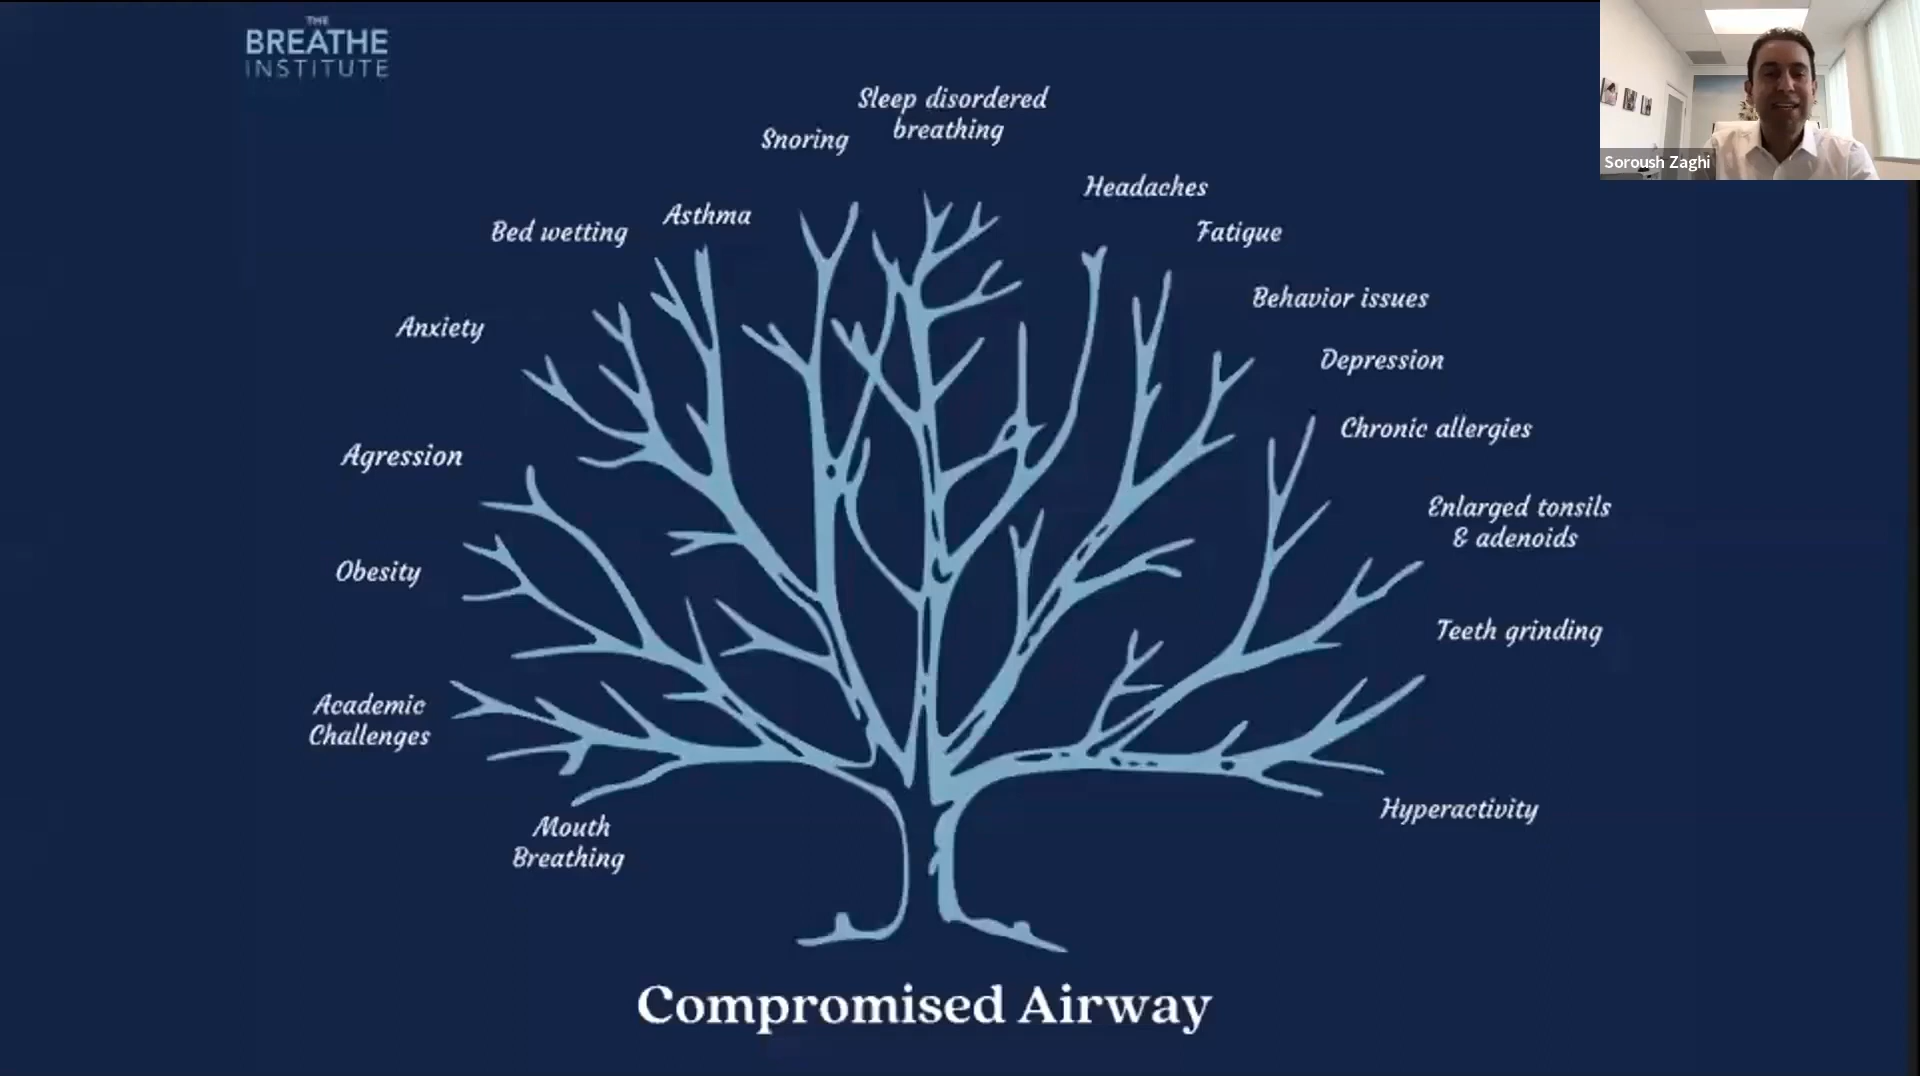 THE
BREATHE
INSTITUTE
Soroush Zaghi
Sleep disordered
breathing
Snoring
Headaches
Asthma
Bed wetting
Fatigue
Behavior issues
Anxiety
Depression
Chronic allergies
Agression
Enlarged tonsils
& adenoids
Obesity
Teeth grinding
Academic
Challenges
Hyperactivity
Mouth
Breathing
Compromised Airway